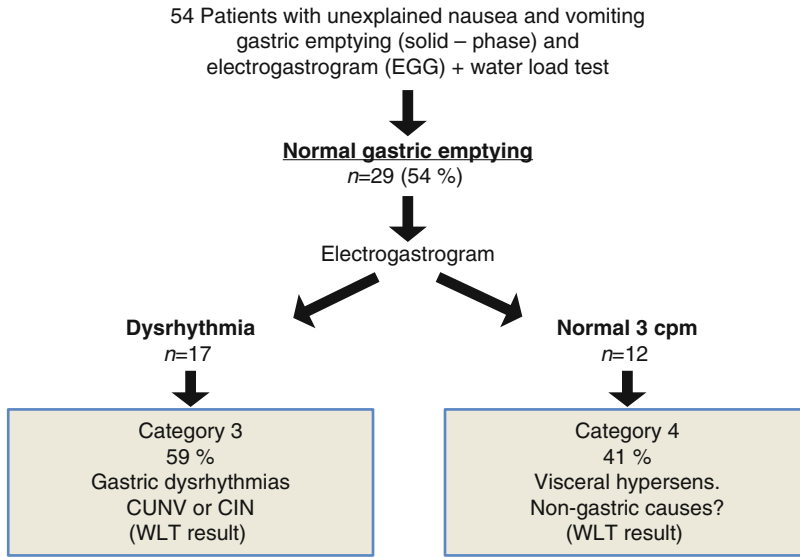 54 Patients with unexplained nausea and vomiting
gastric emptying (solid – phase) and
electrogastrogram (EGG) + water load test
Normal gastric emptying
n=29 (54 %)
Electrogastrogram
Dysrhythmia
n=17
Category 3
59 %
Gastric dysrhythmias
CUNV or CIN
(WLT result)
Normal 3 cpm
n=12
Category 4
41 %
Visceral hypersens.
Non-gastric causes?
(WLT result)